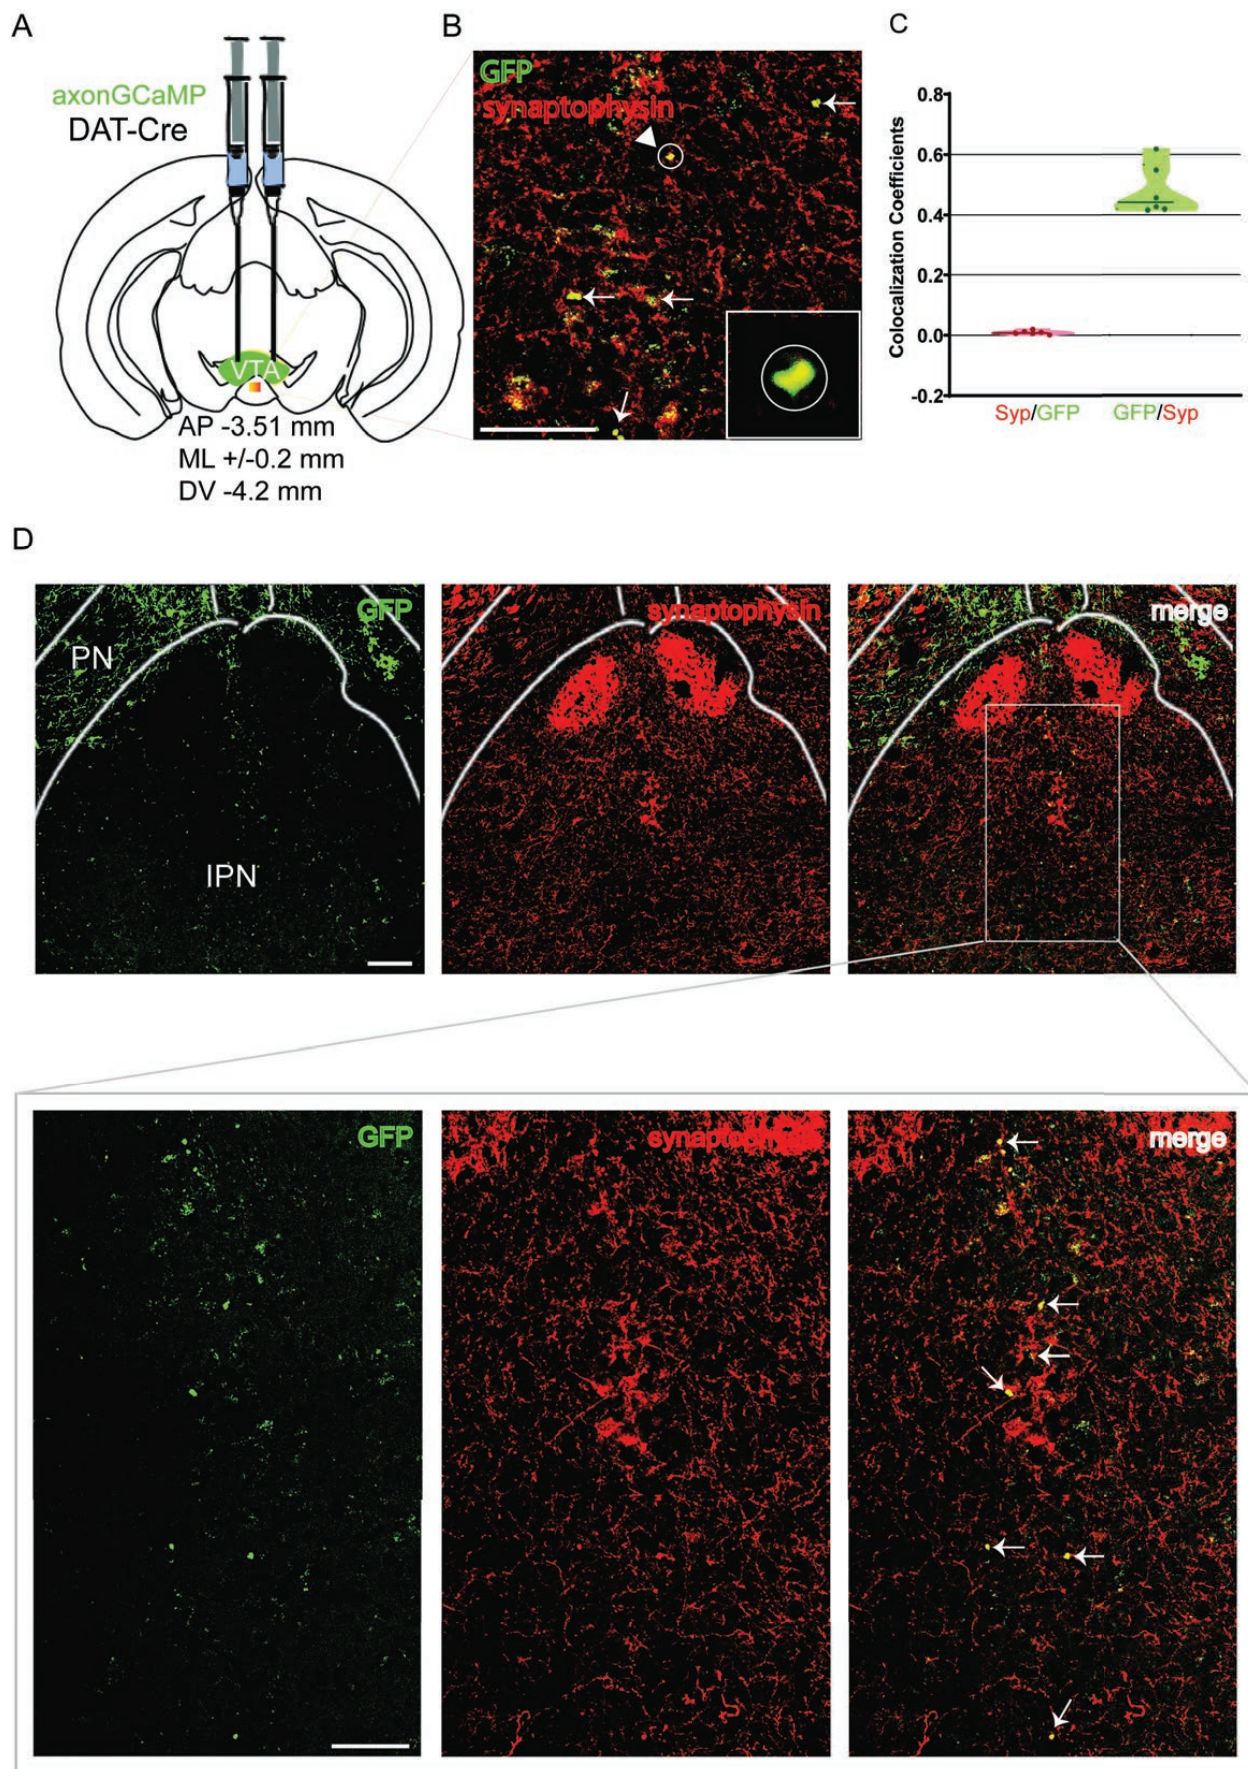 A
axonGCaMP
DAT-Cre
VTA
AP -3.51 mm
ML +/-0.2 mm
DV -4.2 mm
B
GFP
synaptophysin
C
Colocalization Coefficients
0.8
0.6
0.4
0.2
0.0
-0.2
Syp/GFP
GFP/Syp
D
GFP
PN
IPN
synaptophysin
merge
GFP
synaptophysin
merge